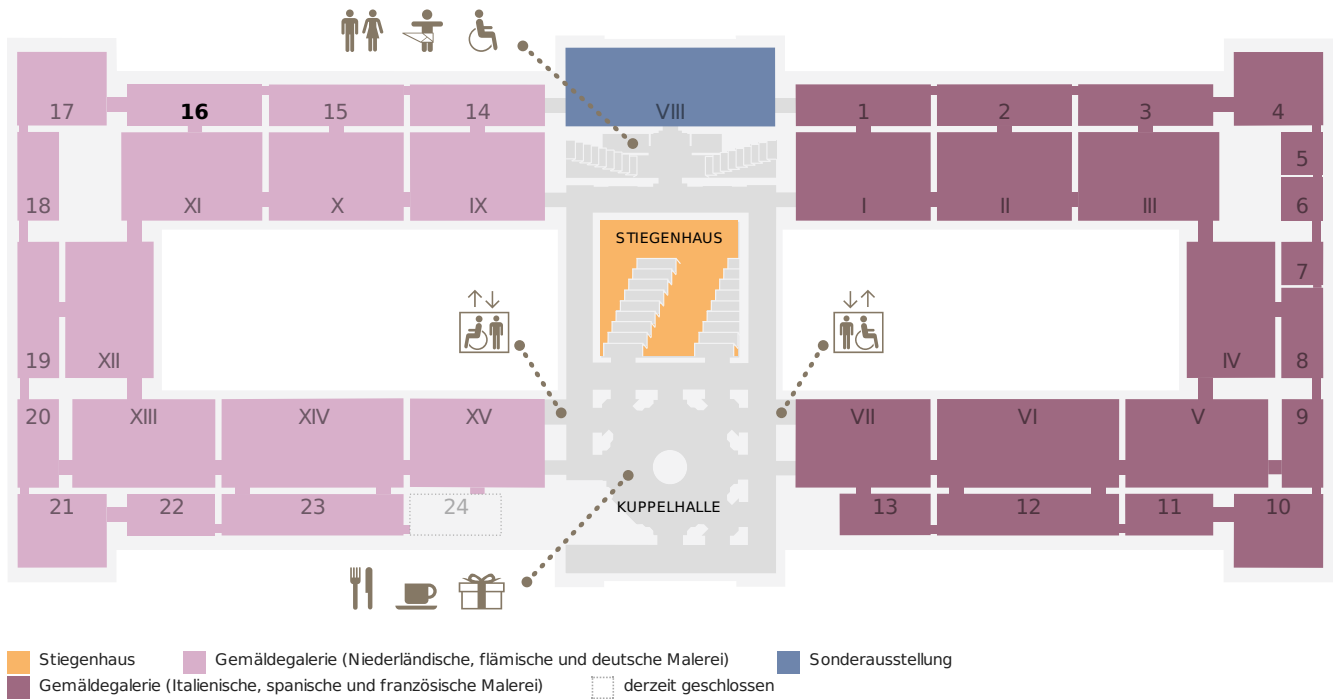 17
16
15
14
VIII
1
2
3
4
5
18
XI
X
IX
I
II
III
6
STIEGENHAUS
7
19
XII
IV
8
20
XIII
XIV
XV
VII
VI
V
9
21
22
23
24
KUPPELHALLE
13
12
11
10
Stiegenhaus
Gemäldegalerie (Niederländische, flämische und deutsche Malerei)
Sonderausstellung
Gemäldegalerie (Italienische, spanische und französische Malerei)
derzeit geschlossen